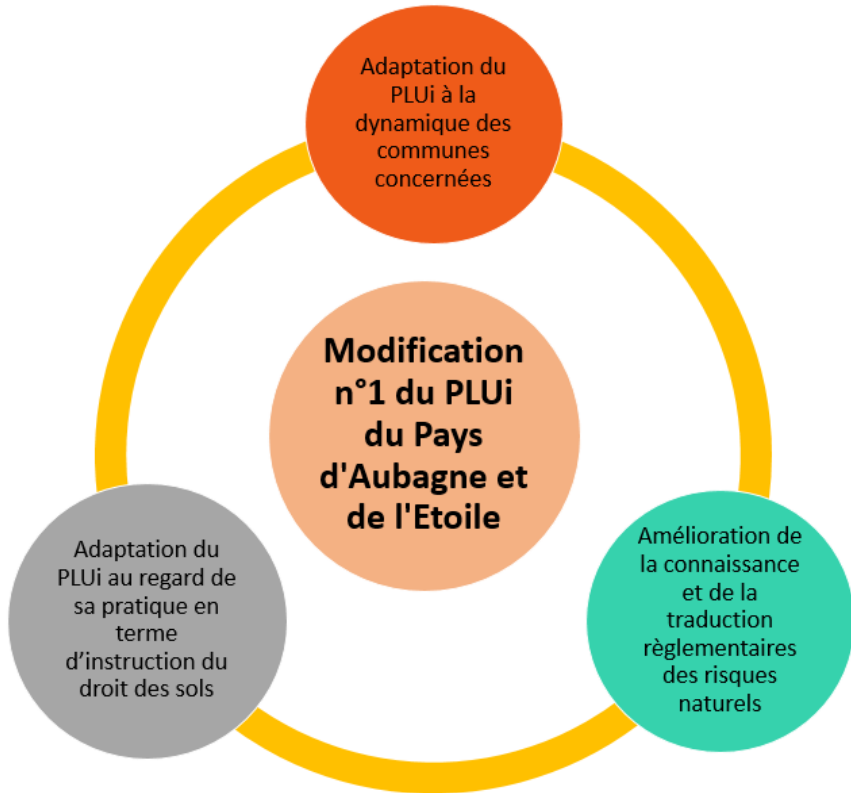 Adaptation du
PLUi à la
dynamique des
communes
concernées
Modification
n°1 du PLUi
du Pays
d'Aubagne et
de l'Etoile
Adaptation du
PLUi au regard de
sa pratique en
terme
d’instruction du
droit des sols
Amélioration de
la connaissance
et de la
traduction
règlementaires
des risques
naturels